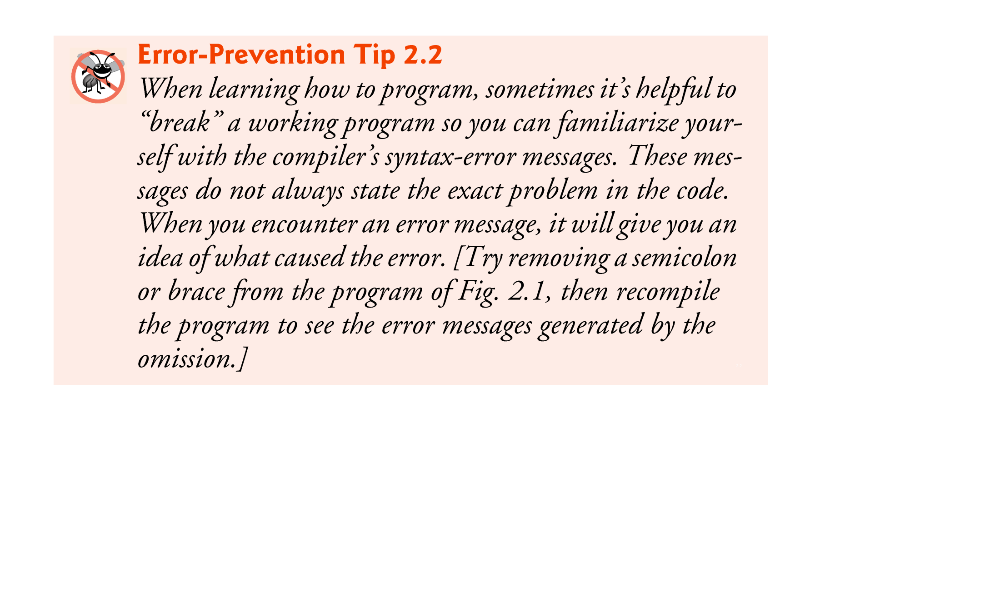 Error-Prevention Tip 2.2
When learning how to program, sometimes it’s helpful to
“break” a working program so you can familiarize your-
self with the compiler’s syntax-error messages. These mes-
sages do not always state the exact problem in the code.
When you encounter an error message, it will give you an
idea of what caused the error. [Try removing a semicolon
or brace from the program of Fig. 2.1, then recompile
the program to see the error messages generated by the
omission.]